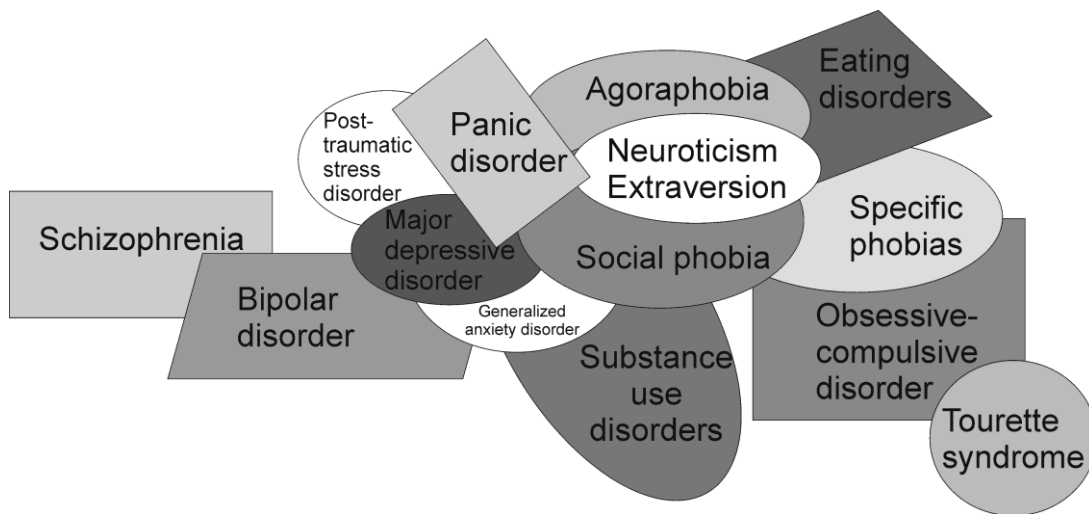 Agoraphobia
Eating
disorders
Post-
traumatic
stress
disorder
Panic
disorder
Neuroticism
Extraversion
Schizophrenia
Major
depressive
disorder
Social phobia
Specific
phobias
Bipolar
disorder
Generalized
anxiety disorder
Substance
use
disorders
Obsessive-
compulsive
disorder
Tourette
syndrome